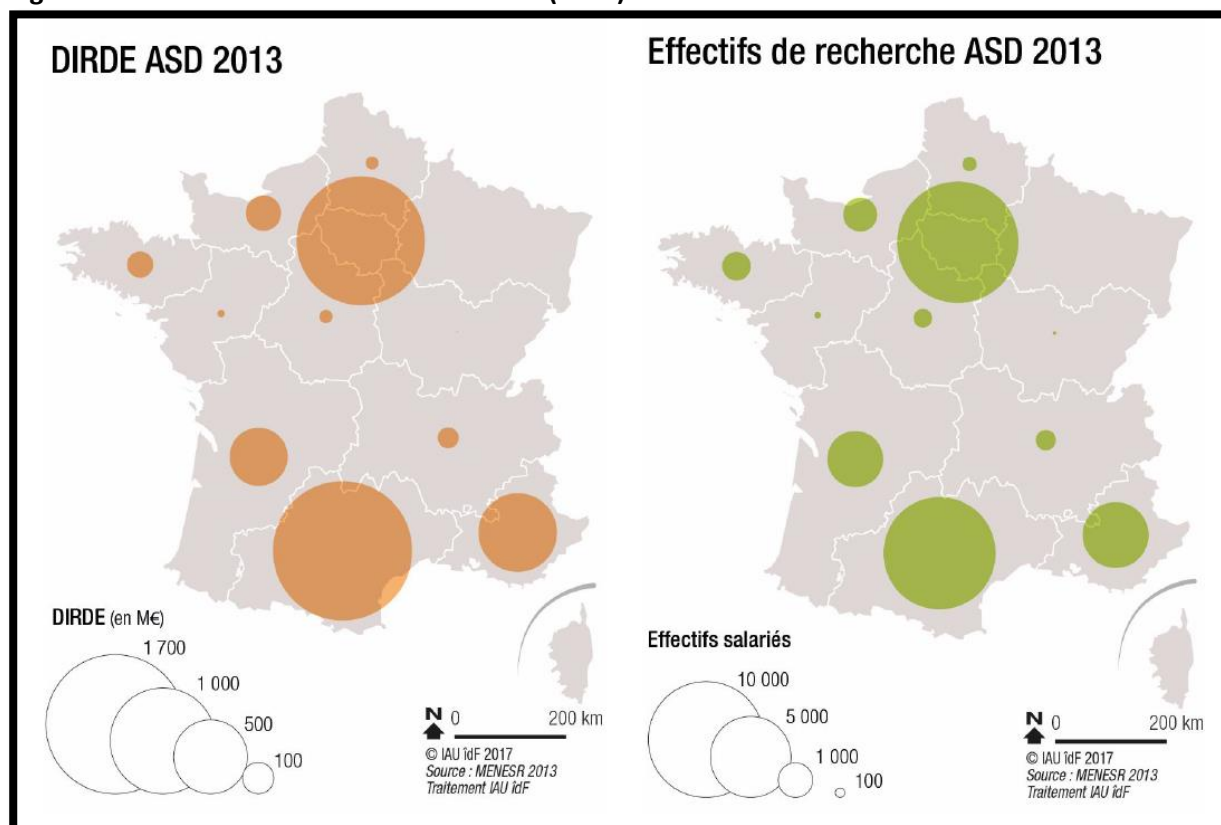 DIRDE ASD 2013
DIRDE (en M€)
1 700
1 000
500
100
N 0 200 km
© IAU îdF 2017
Source : MENESR 2013
Traitement IAU îdF
Effectifs de recherche ASD 2013
Effectifs salariés
10 000
5 000
1 000
100
N 0 200 km
© IAU îdF 2017
Source : MENESR 2013
Traitement IAU îdF